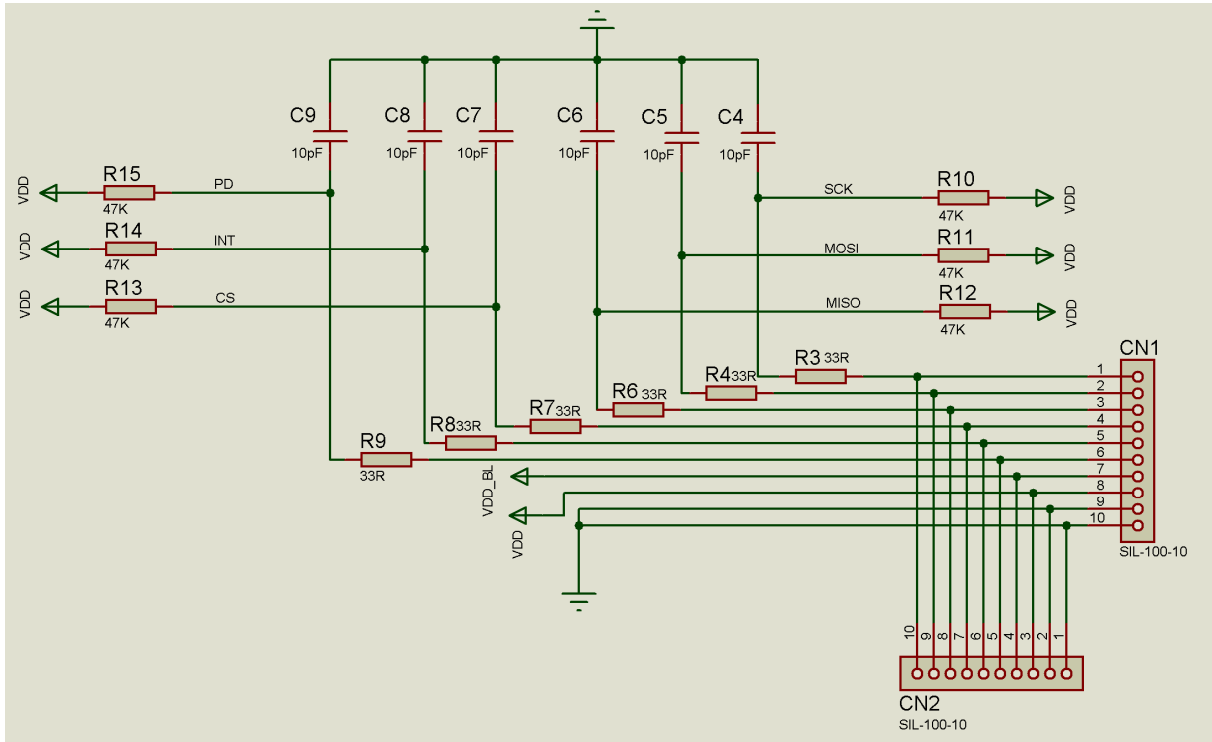 C9
10pF
C8
10pF
C7
10pF
C6
10pF
C5
10pF
C4
10pF
VDD
R15
47K
PD
VDD
R14
47K
INT
VDD
R13
47K
CS
SCK
R10
47K
VDD
MOSI
R11
47K
VDD
MISO
R12
47K
VDD
R3 33R
R4 33R
R6 33R
R7 33R
R8 33R
R9
33R
VDD_BL
VDD
CN1
1
2
3
4
5
6
7
8
9
10
SIL-100-10
10
9
8
7
6
5
4
3
2
1
CN2
SIL-100-10